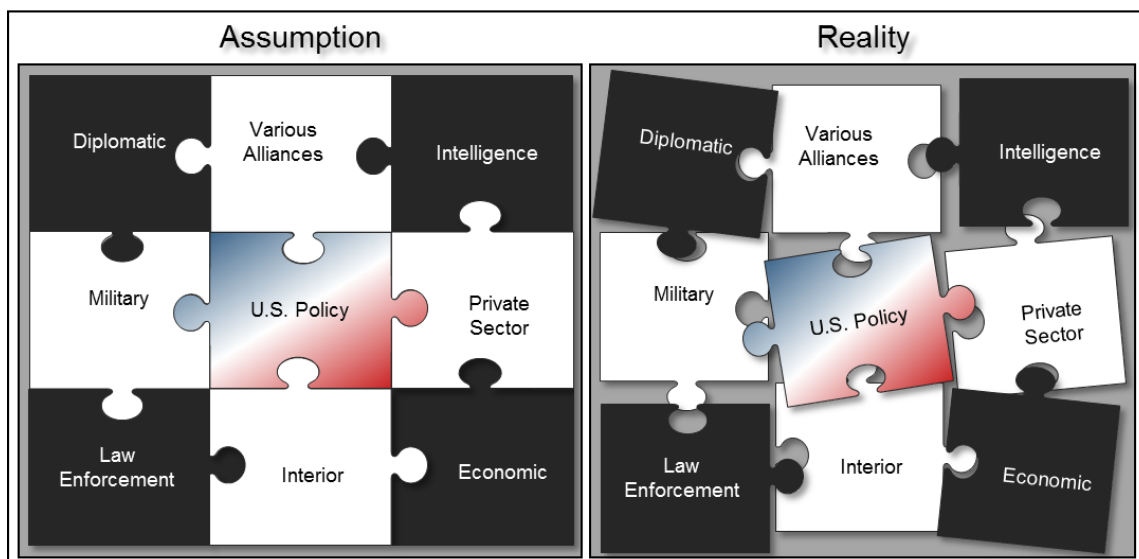 Assumption
Diplomatic
Various
Alliances
Intelligence
Military
U.S. Policy
Private
Sector
Law
Enforcement
Interior
Economic
Reality
Diplomatic
Various
Alliances
Intelligence
Military
U.S. Policy
Private
Sector
Law
Enforcement
Interior
Economic